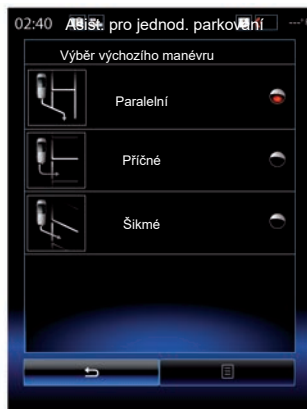 02:40 Asist. pro jednod. parkování
Výběr výchozího manévru
Paralelní
Příčné
Šikmé